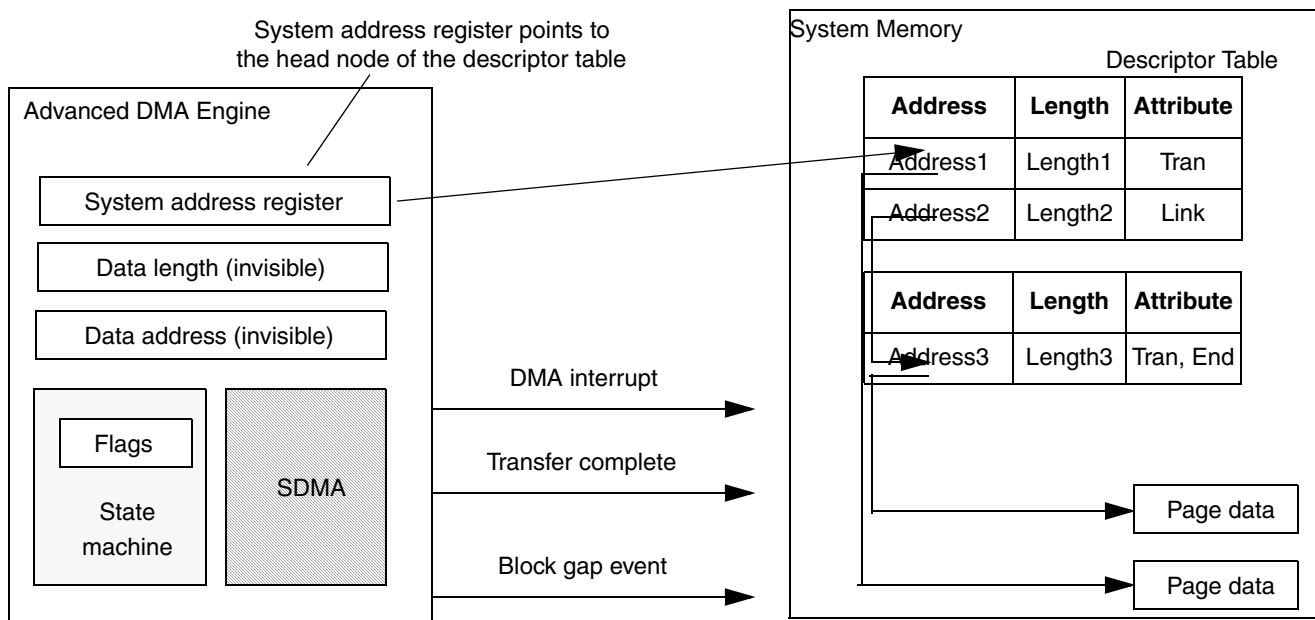 System address register points to
the head node of the descriptor table
Advanced DMA Engine
System address register
Data length (invisible)
Data address (invisible)
Flags
State
machine
SDMA
DMA interrupt
Transfer complete
Block gap event
System Memory
Descriptor Table
Address Length Attribute
Address1 Length1 Tran
Address2 Length2 Link
Address Length Attribute
Address3 Length3 Tran, End
Page data
Page data